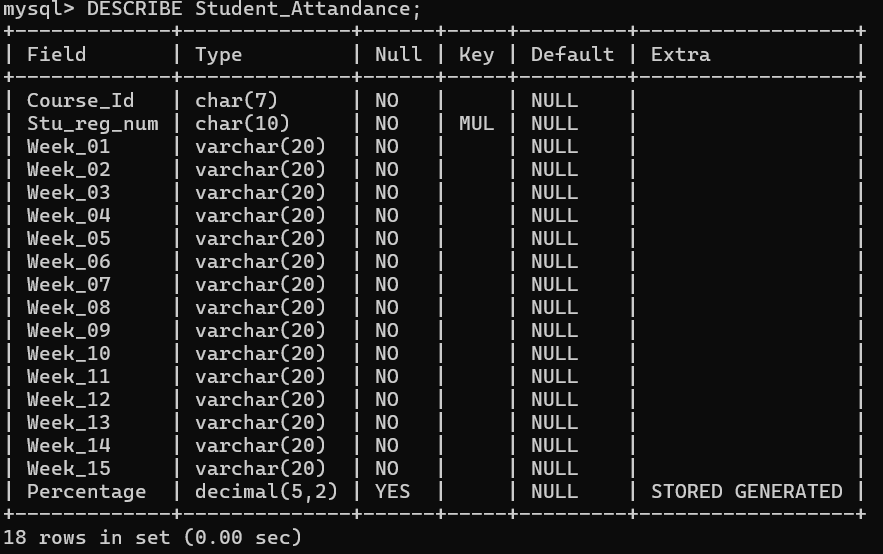 mysql> DESCRIBE Student_Attandance;
+--------------+---------------+------+-----+---------+------------------+
| Field | Type | Null | Key | Default | Extra |
+--------------+---------------+------+-----+---------+------------------+
| Course_Id | char(7) | NO | | NULL | |
| Stu_reg_num | char(10) | NO | MUL | NULL | |
| Week_01 | varchar(20) | NO | | NULL | |
| Week_02 | varchar(20) | NO | | NULL | |
| Week_03 | varchar(20) | NO | | NULL | |
| Week_04 | varchar(20) | NO | | NULL | |
| Week_05 | varchar(20) | NO | | NULL | |
| Week_06 | varchar(20) | NO | | NULL | |
| Week_07 | varchar(20) | NO | | NULL | |
| Week_08 | varchar(20) | NO | | NULL | |
| Week_09 | varchar(20) | NO | | NULL | |
| Week_10 | varchar(20) | NO | | NULL | |
| Week_11 | varchar(20) | NO | | NULL | |
| Week_12 | varchar(20) | NO | | NULL | |
| Week_13 | varchar(20) | NO | | NULL | |
| Week_14 | varchar(20) | NO | | NULL | |
| Week_15 | varchar(20) | NO | | NULL | |
| Percentage | decimal(5,2) | YES | | NULL | STORED GENERATED |
+--------------+---------------+------+-----+---------+------------------+
18 rows in set (0.00 sec)